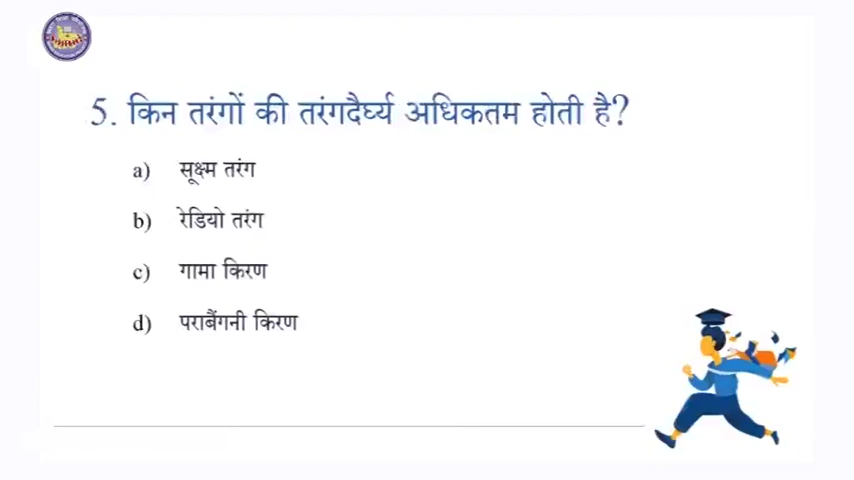 5. किन तरंगों की तरंगदैर्घ्य अधिकतम होती है?
a) सूक्ष्म तरंग
b) रेडियो तरंग
c) गामा किरण
d) पराबैंगनी किरण